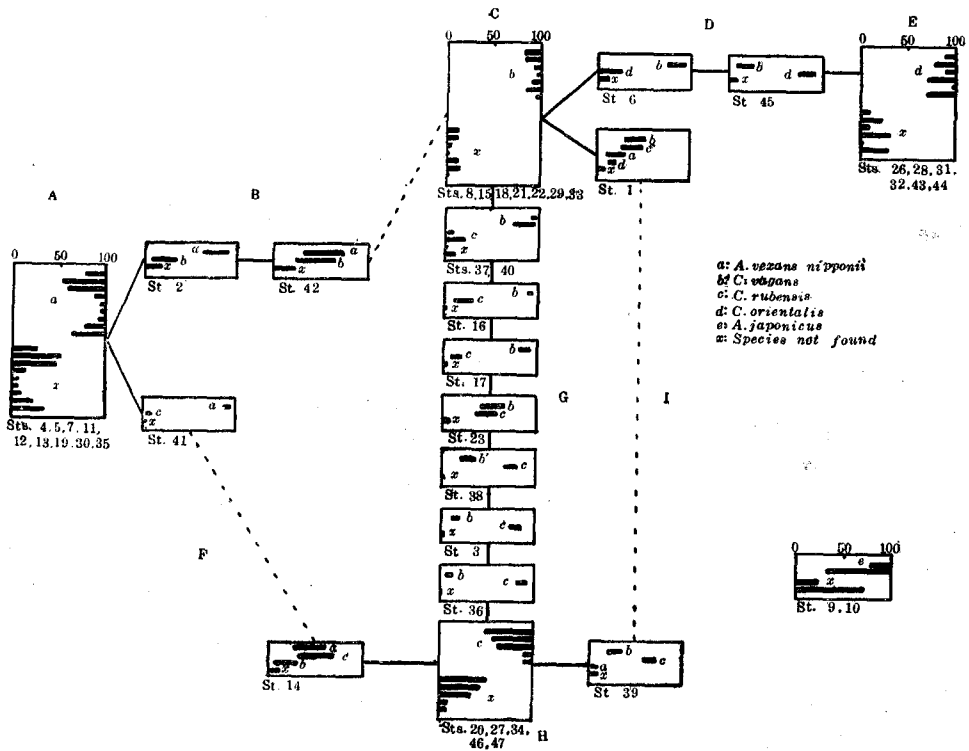 C
D
E
0 50 100
b
x
Sts. 8,15,18,21,22,29,33
d b
x
St 6
b
x d
St 45
0 50 100
d
x
Sts. 26,28,31,
32,43,44
b
c
a
x d
St. 1
A
B
0 50 100
a
x
Sts. 4.5,7.11,
12,13,19.30,35
a
b
x
St 2
a
b
x
St. 42
c a
x
St. 41
b
c
x
Sts. 37, 40
c b
x
St. 16
c b
x
St. 17
b
c
x
St. 23
b c
x
St. 38
b c
x
St 3
b c
x
St. 36
G
I
F
a: A. vexans nipponii
b: C. vagans
c: C. rubensis
d: C. orientalis
e: A. japonicus
x: Species not found
0 50 100
e
x
St. 9,10
a
c
b
x
St. 14
c
x
Sts. 20,27,34,
46,47
H
b
c
a
x
St 39